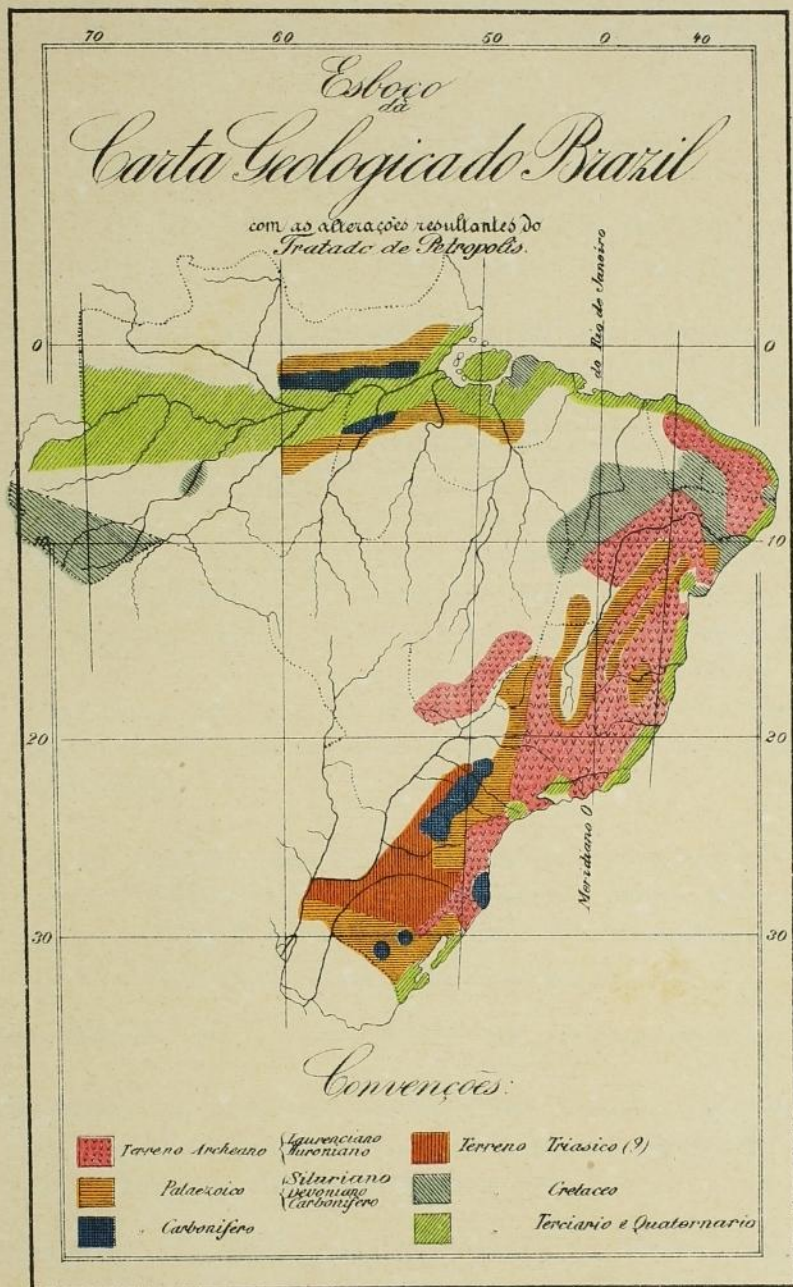 70 60 50 0 40
Esboço
da
Carta Geologica do Brazil
com as alterações resultantes do
Tratado de Petropolis.
do Rio de Janeiro
0 0
10 10
20 20
Meridiano 0
30 30
Convenções:
Terreno Archeano { Laurenciano
Huroniano
Terreno Triasico (?)
Palaezoico { Siluriano
Devoniano
Carbonifero
Cretaceo
" Carbonifero
" Terciario e Quaternario